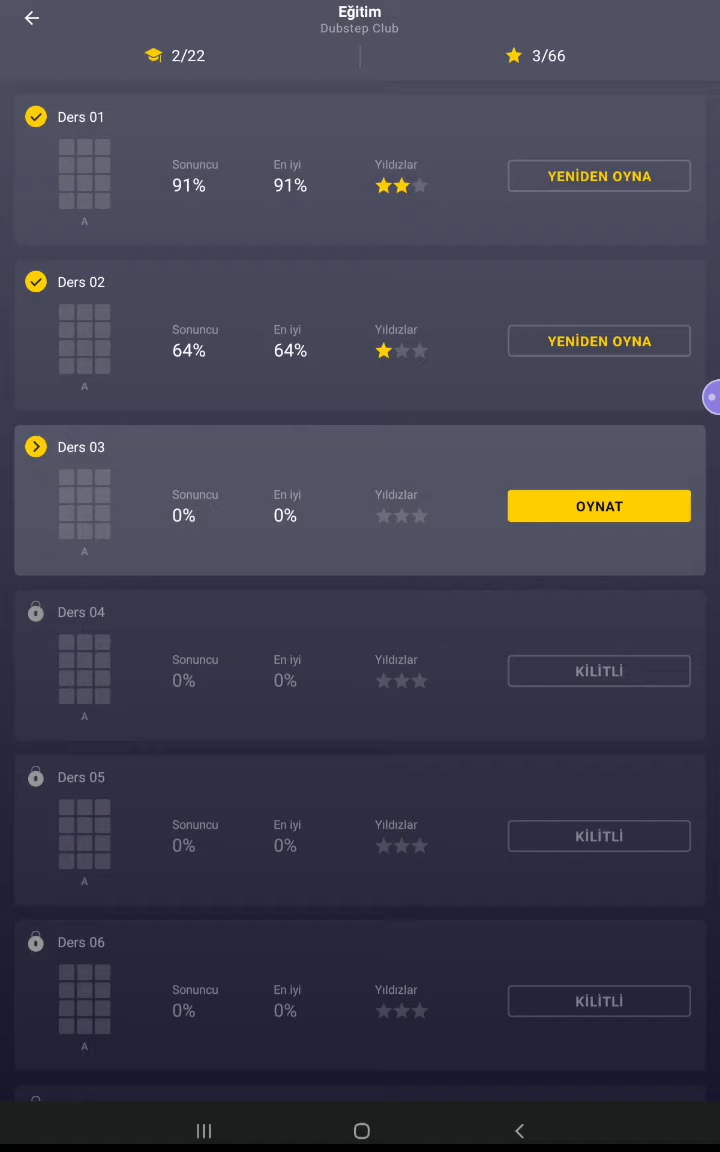 Eğitim
Dubstep Club
2/22
3/66
Ders 01
A
Sonuncu
91%
En iyi
91%
Yıldızlar
YENİDEN OYNA
Ders 02
A
Sonuncu
64%
En iyi
64%
Yıldızlar
YENİDEN OYNA
Ders 03
A
Sonuncu
0%
En iyi
0%
Yıldızlar
OYNAT
Ders 04
A
Sonuncu
0%
En iyi
0%
Yıldızlar
KİLİTLİ
Ders 05
A
Sonuncu
0%
En iyi
0%
Yıldızlar
KİLİTLİ
Ders 06
A
Sonuncu
0%
En iyi
0%
Yıldızlar
KİLİTLİ